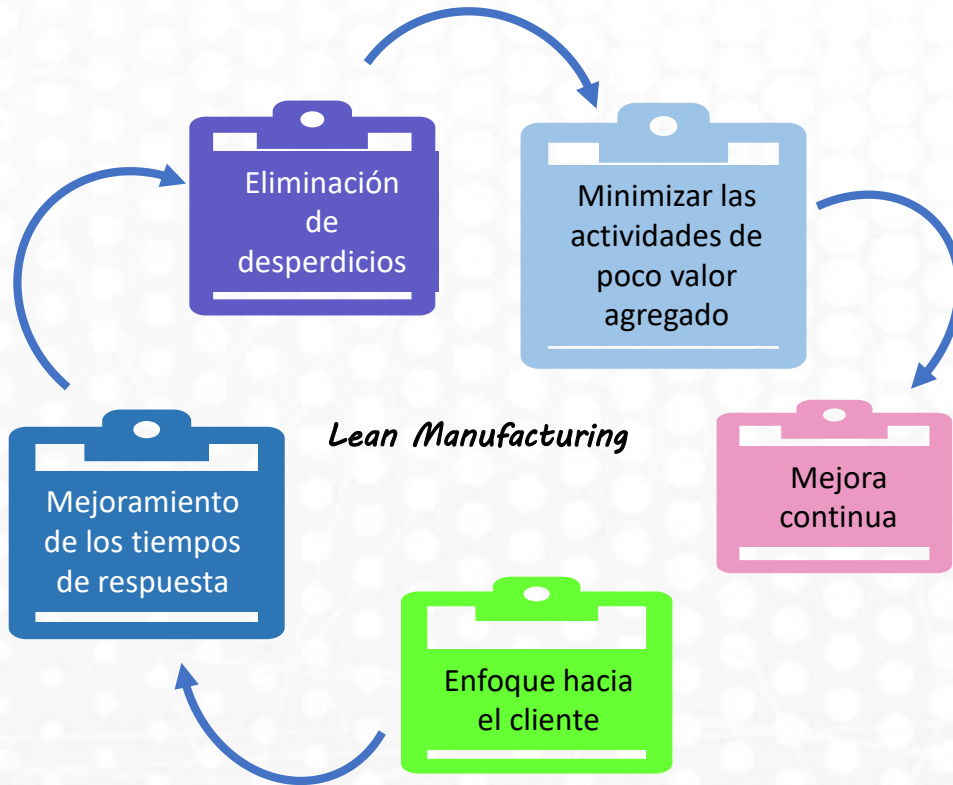 Eliminación
de
desperdicios
Minimizar las
actividades de
poco valor
agregado
Lean Manufacturing
Mejora
continua
Mejoramiento
de los tiempos
de respuesta
Enfoque hacia
el cliente